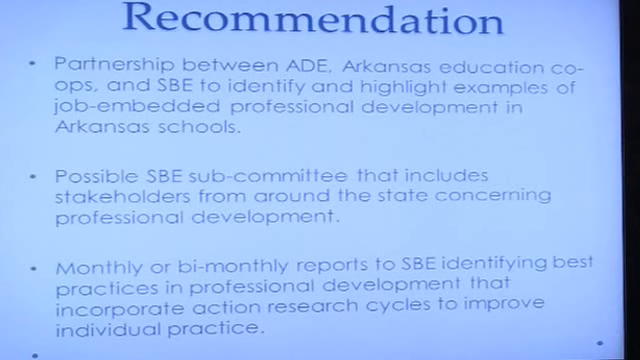 Recommendation
• Partnership between ADE, Arkansas education co-
ops, and SBE to identify and highlight examples of
job-embedded professional development in
Arkansas schools.
• Possible SBE sub-committee that includes
stakeholders from around the state concerning
professional development.
• Monthly or bi-monthly reports to SBE identifying best
practices in professional development that
incorporate action research cycles to improve
individual practice.